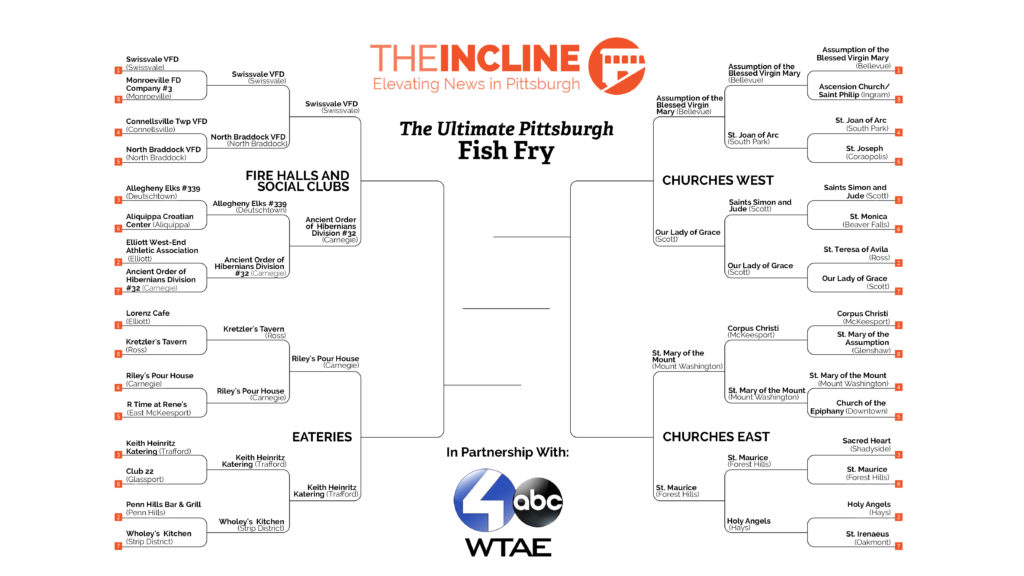 THEINCLINE
Elevating News in Pittsburgh
The Ultimate Pittsburgh
Fish Fry
Swissvale VFD
(Swissvale)
Monroeville FD
Company #3
(Monroeville)
Connellsville Twp VFD
(Connellsville)
North Braddock VFD
(North Braddock)
Allegheny Elks #339
(Deutschtown)
Aliquippa Croatian
Center (Aliquippa)
Elliott West-End
Athletic Association
(Elliott)
Ancient Order of
Hibernians Division
#32 (Carnegie)
Swissvale VFD
(Swissvale)
North Braddock VFD
(North Braddock)
Allegheny Elks #339
(Deutschtown)
Ancient Order of
Hibernians Division
#32 (Carnegie)
Swissvale VFD
(Swissvale)
Ancient Order
of Hibernians
Division #32
(Carnegie)
FIRE HALLS AND
SOCIAL CLUBS
Lorenz Cafe
(Elliott)
Kretzler's Tavern
(Ross)
Riley's Pour House
(Carnegie)
R Time at Rene's
(East McKeesport)
Keith Heinritz
Katering (Trafford)
Club 22
(Glassport)
Penn Hills Bar & Grill
(Penn Hills)
Wholey's Kitchen
(Strip District)
Kretzler's Tavern
(Ross)
Riley's Pour House
(Carnegie)
Keith Heinritz
Katering (Trafford)
Wholey's Kitchen
(Strip District)
Riley's Pour House
(Carnegie)
Keith Heinritz
Katering (Trafford)
EATERIES
Assumption of the
Blessed Virgin Mary
(Bellevue)
Ascension Church/
Saint Philip (Ingram)
St. Joan of Arc
(South Park)
St. Joseph
(Coraopolis)
Saints Simon and
Jude (Scott)
St. Monica
(Beaver Falls)
St. Teresa of Avila
(Ross)
Our Lady of Grace
(Scott)
Assumption of the
Blessed Virgin Mary
(Bellevue)
St. Joan of Arc
(South Park)
Saints Simon and
Jude (Scott)
Our Lady of Grace
(Scott)
Assumption of the
Blessed Virgin
Mary (Bellevue)
Our Lady of Grace
(Scott)
CHURCHES WEST
Corpus Christi
(McKeesport)
St. Mary of the
Assumption
(Glenshaw)
St. Mary of the Mount
(Mount Washington)
Church of the
Epiphany (Downtown)
Sacred Heart
(Shadyside)
St. Maurice
(Forest Hills)
Holy Angels
(Hays)
St. Irenaeus
(Oakmont)
Corpus Christi
(McKeesport)
St. Mary of the Mount
(Mount Washington)
St. Maurice
(Forest Hills)
Holy Angels
(Hays)
St. Mary of the
Mount
(Mount Washington)
St. Maurice
(Forest Hills)
CHURCHES EAST
In Partnership With:
4 abc
WTAE